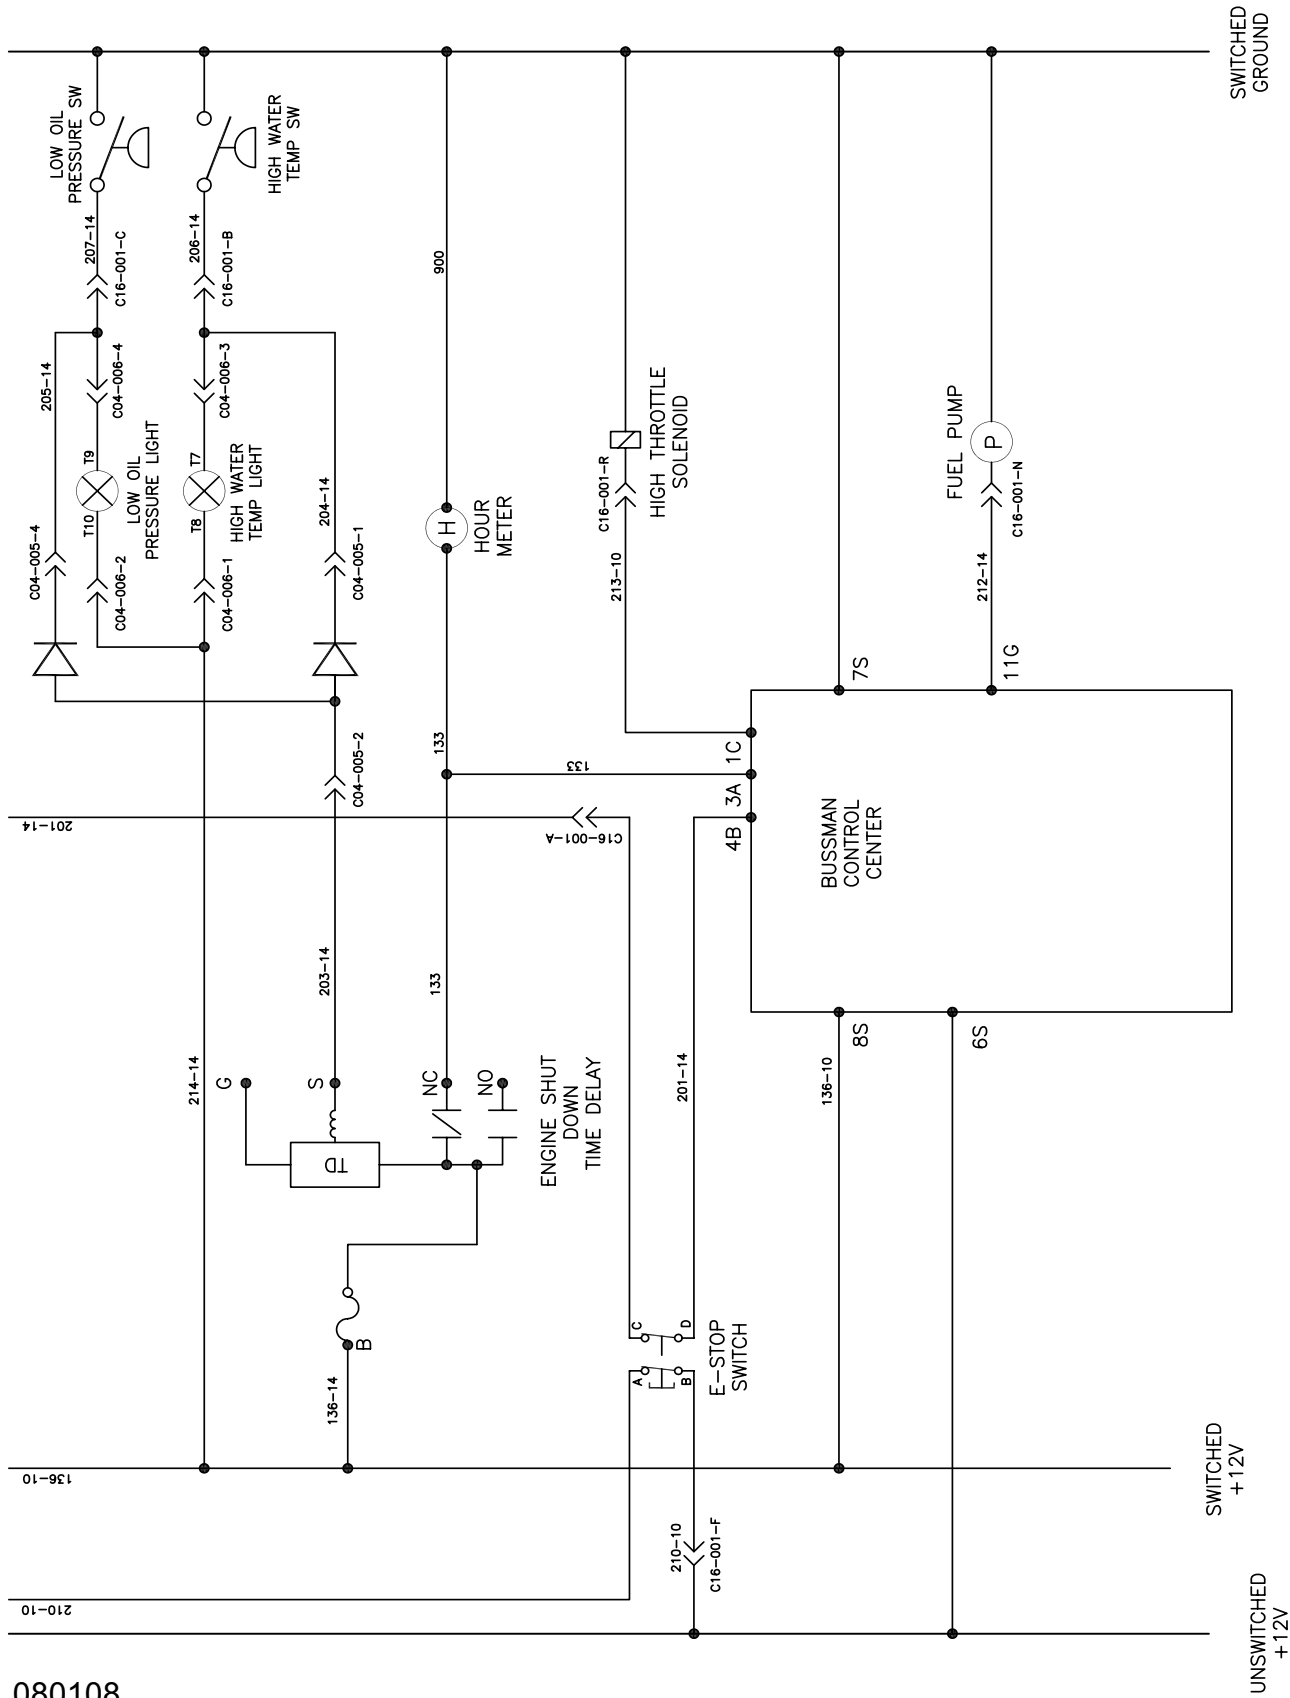 SWITCHED
GROUND
LOW OIL
PRESSURE SW
HIGH WATER
TEMP SW
207-14
C16-001-C
206-14
C16-001-B
900
205-14
C04-006-4
C04-006-3
T9
T10
LOW OIL
PRESSURE LIGHT
T7
T8
HIGH WATER
TEMP LIGHT
204-14
C04-005-4
C04-006-2
C04-006-1
C04-005-1
H
HOUR
METER
C16-001-R
HIGH THROTTLE
SOLENOID
213-10
FUEL PUMP
P
C16-001-N
212-14
7S
11G
133
133
1C
3A
4B
C04-005-2
201-14
C16-001-A
BUSSMAN
CONTROL
CENTER
203-14
133
214-14
G
S
NC
NO
TD
ENGINE SHUT
DOWN
TIME DELAY
201-14
8S
6S
136-10
B
136-14
C
D
A
B
E-STOP
SWITCH
136-10
SWITCHED
+12V
210-10
C16-001-F
210-10
UNSWITCHED
+12V
080108